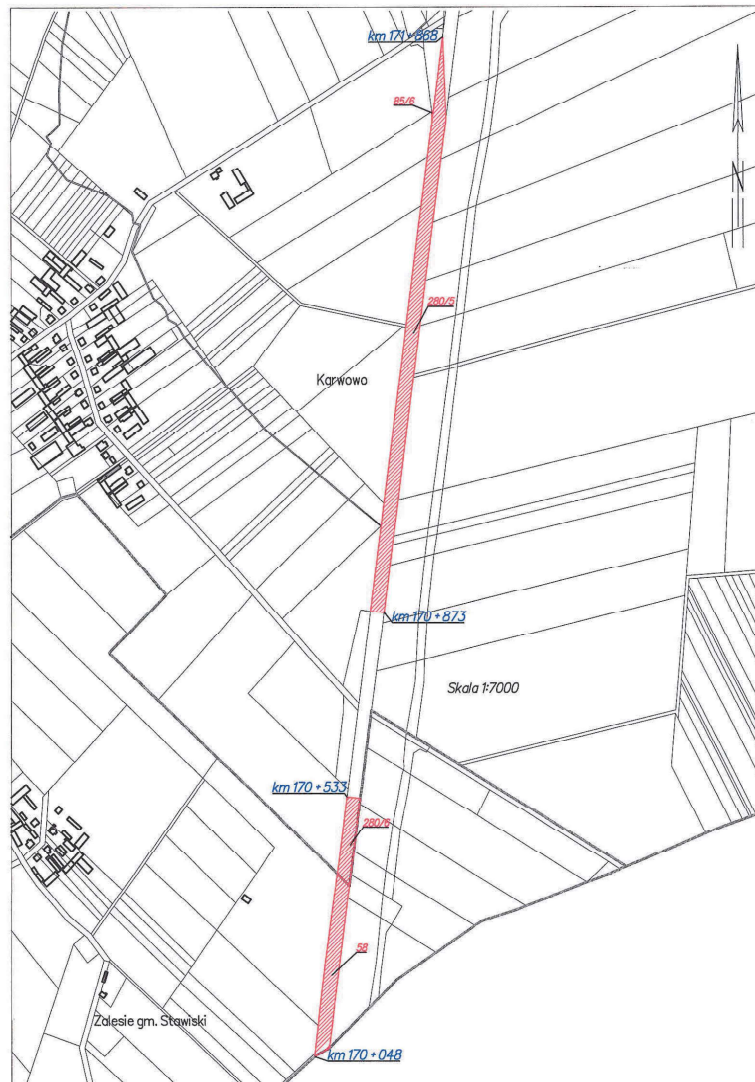 km 171 + 868
85/6
N
280/5
Karwowo
km 170 + 873
Skala 1:7000
km 170 + 533
280/6
58
Zalesie gm. Stawiski
km 170 + 048